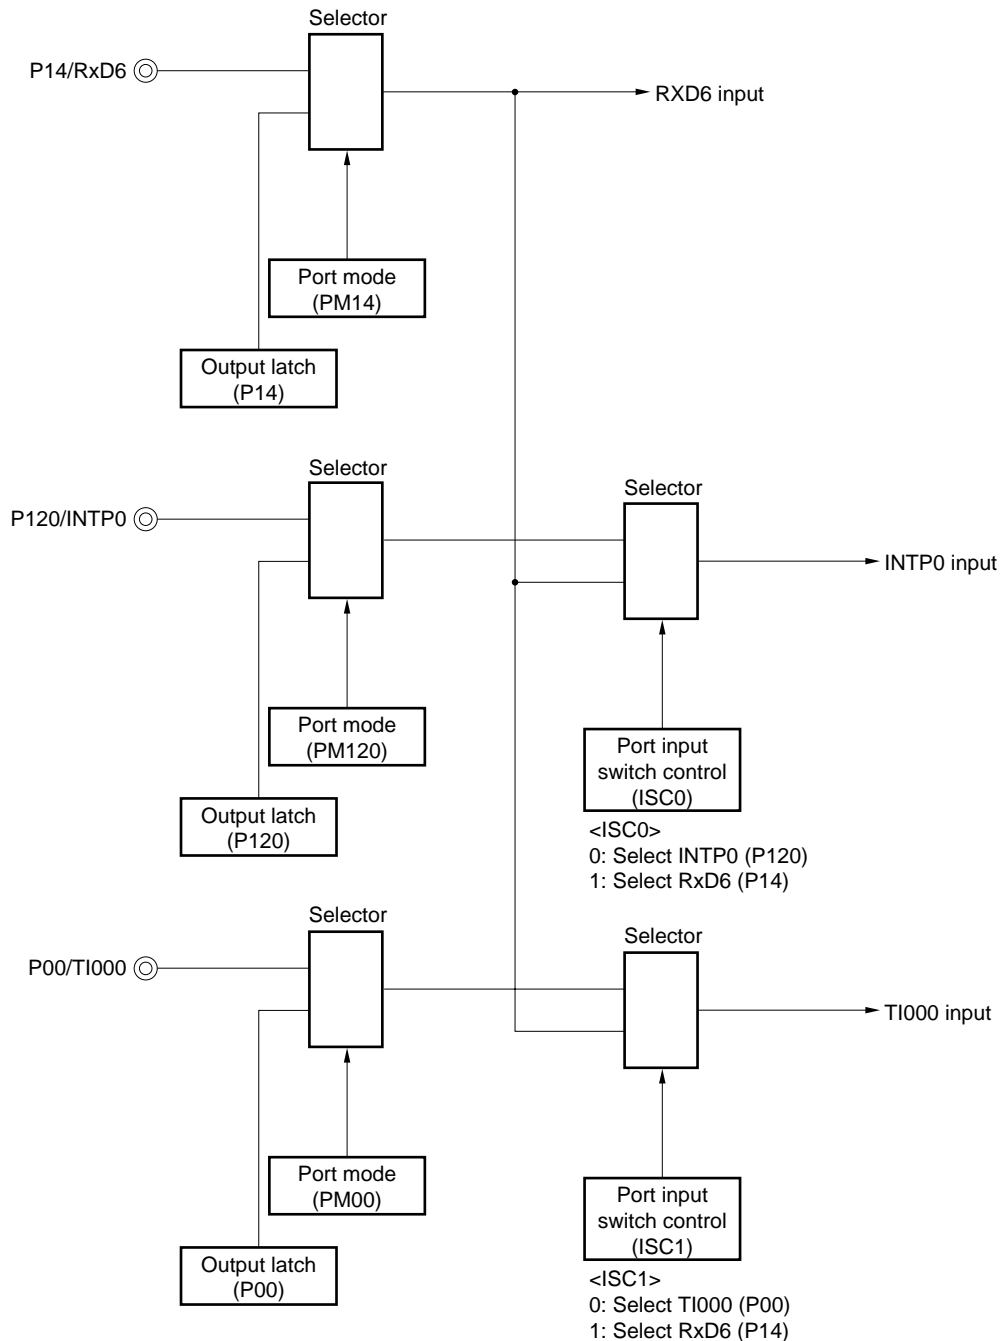 Selector
P14/RxD6
RXD6 input
Port mode
(PM14)
Output latch
(P14)
Selector
Selector
P120/INTP0
INTP0 input
Port mode
(PM120)
Port input
switch control
(ISC0)
Output latch
(P120)
<ISC0>
0: Select INTP0 (P120)
1: Select RxD6 (P14)
Selector
Selector
P00/TI000
TI000 input
Port mode
(PM00)
Port input
switch control
(ISC1)
Output latch
(P00)
<ISC1>
0: Select TI000 (P00)
1: Select RxD6 (P14)